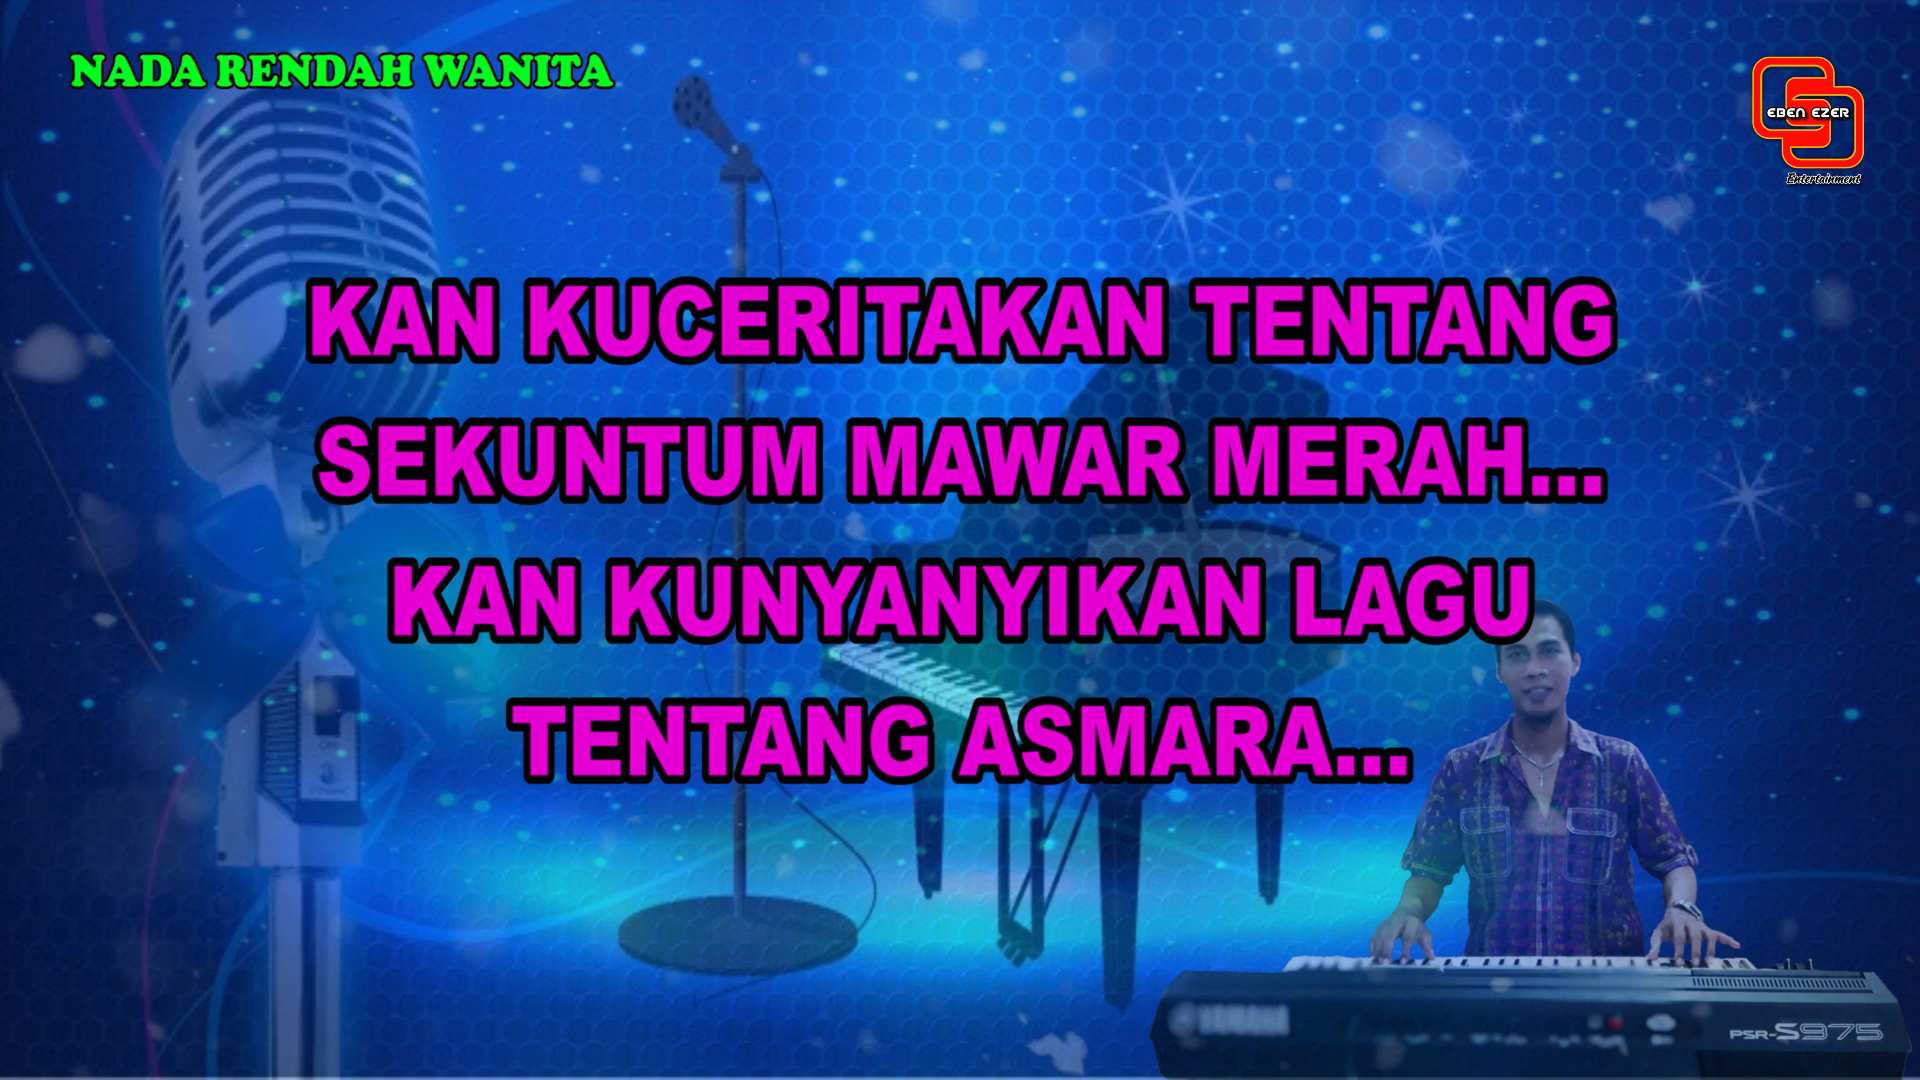 NADA RENDAH WANITA
EBEN EZER
Entertainment
KAN KUCERITAKAN TENTANG
SEKUNTUM MAWAR MERAH...
KAN KUNYANYIKAN LAGU
TENTANG ASMARA...
YAMAHA
PSR-S975